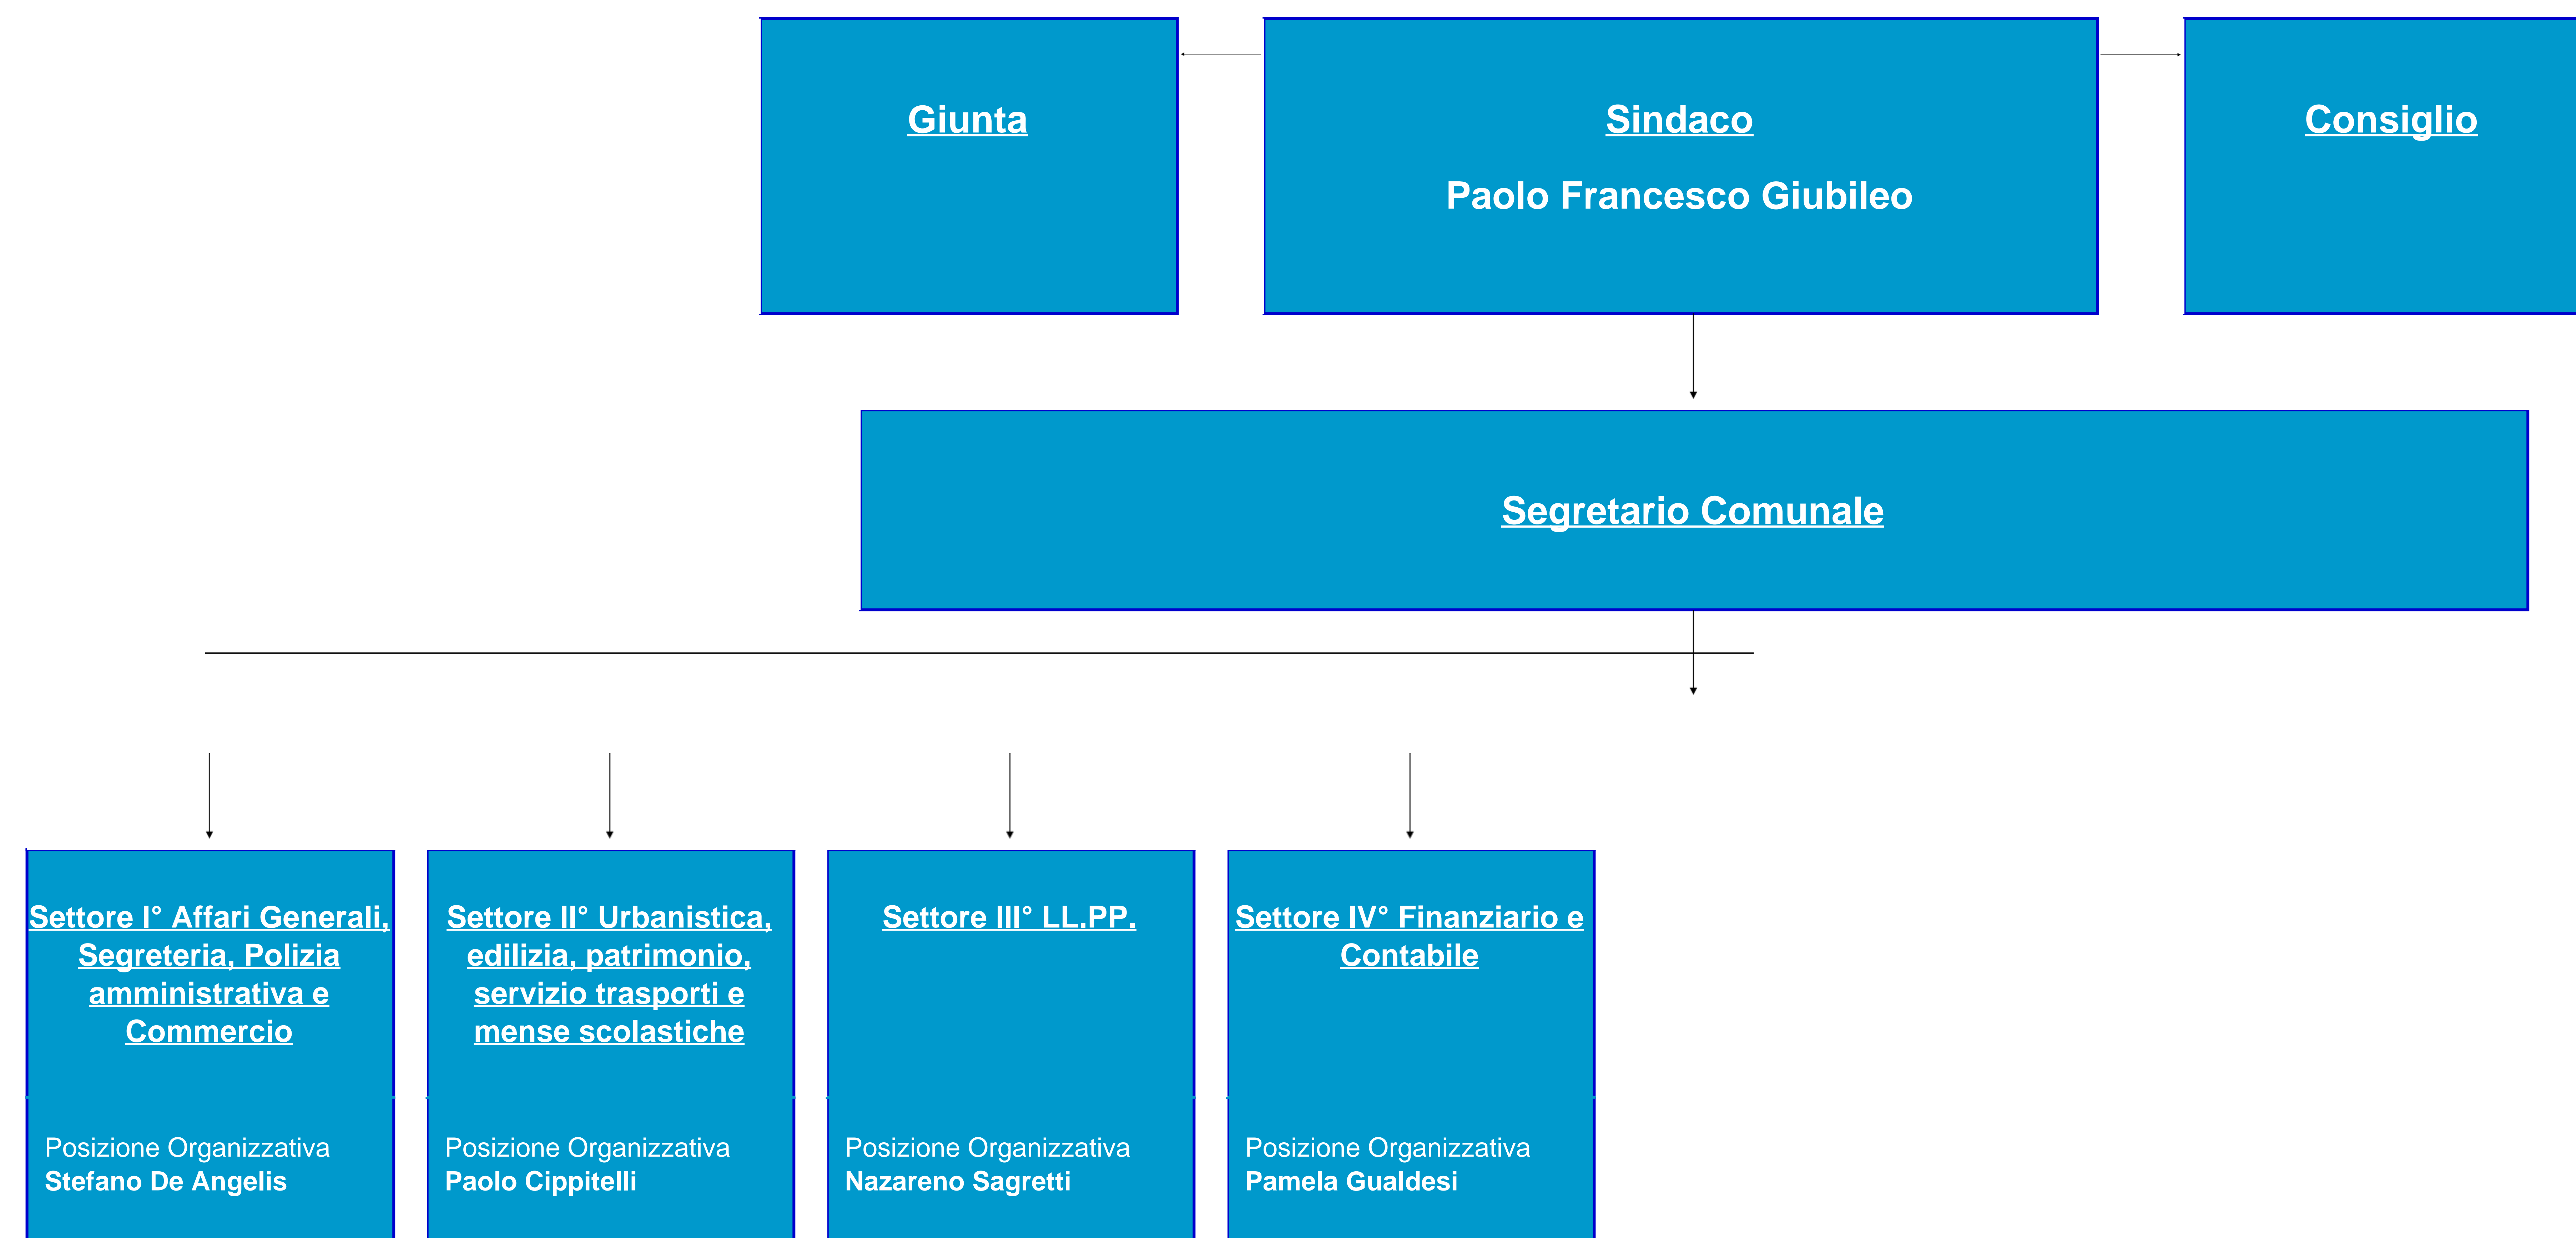 Giunta
Sindaco
Paolo Francesco Giubileo
Consiglio
Segretario Comunale
Settore I° Affari Generali,
Segreteria, Polizia
amministrativa e
Commercio
Posizione Organizzativa
Stefano De Angelis
Settore II° Urbanistica,
edilizia, patrimonio,
servizio trasporti e
mense scolastiche
Posizione Organizzativa
Paolo Cippitelli
Settore III° LL.PP.
Posizione Organizzativa
Nazareno Sagretti
Settore IV° Finanziario e
Contabile
Posizione Organizzativa
Pamela Gualdesi